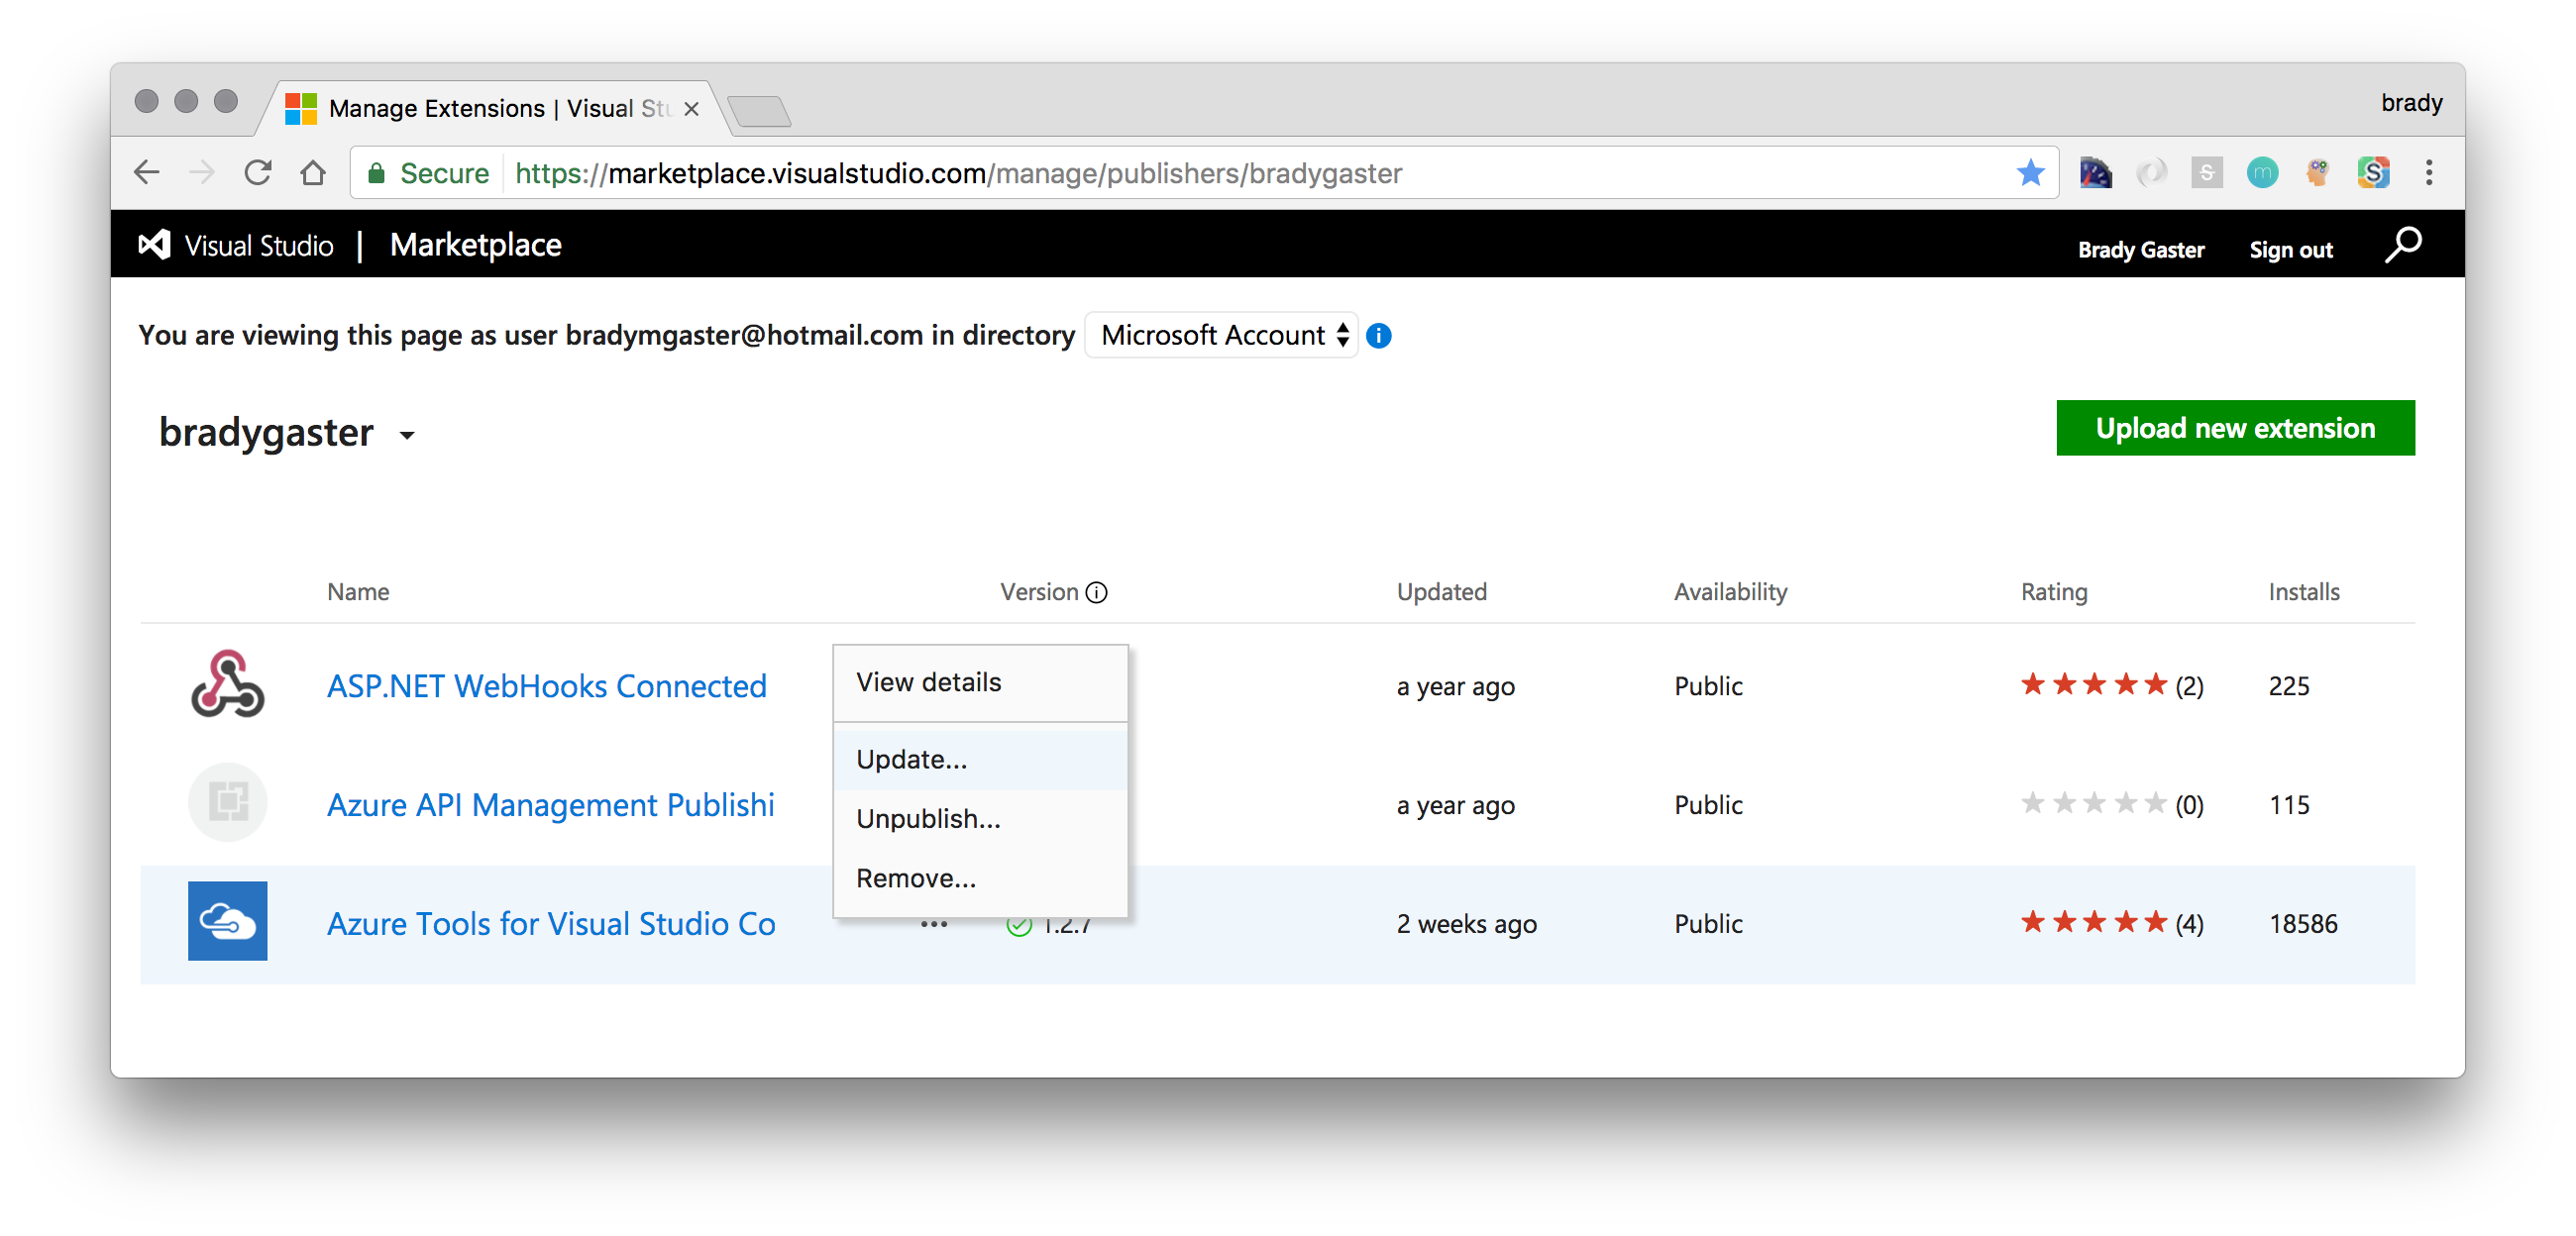 Manage Extensions | Visual Stu
brady
Secure https://marketplace.visualstudio.com/manage/publishers/bradygaster
Visual Studio | Marketplace Brady Gaster Sign out
You are viewing this page as user bradymgaster@hotmail.com in directory Microsoft Account
bradygaster
Upload new extension
Name Version Updated Availability Rating Installs
ASP.NET WebHooks Connected a year ago Public (2) 225
View details
Update...
Azure API Management Publishi a year ago Public (0) 115
Unpublish...
Remove...
Azure Tools for Visual Studio Co ••• 1.2.7 2 weeks ago Public (4) 18586